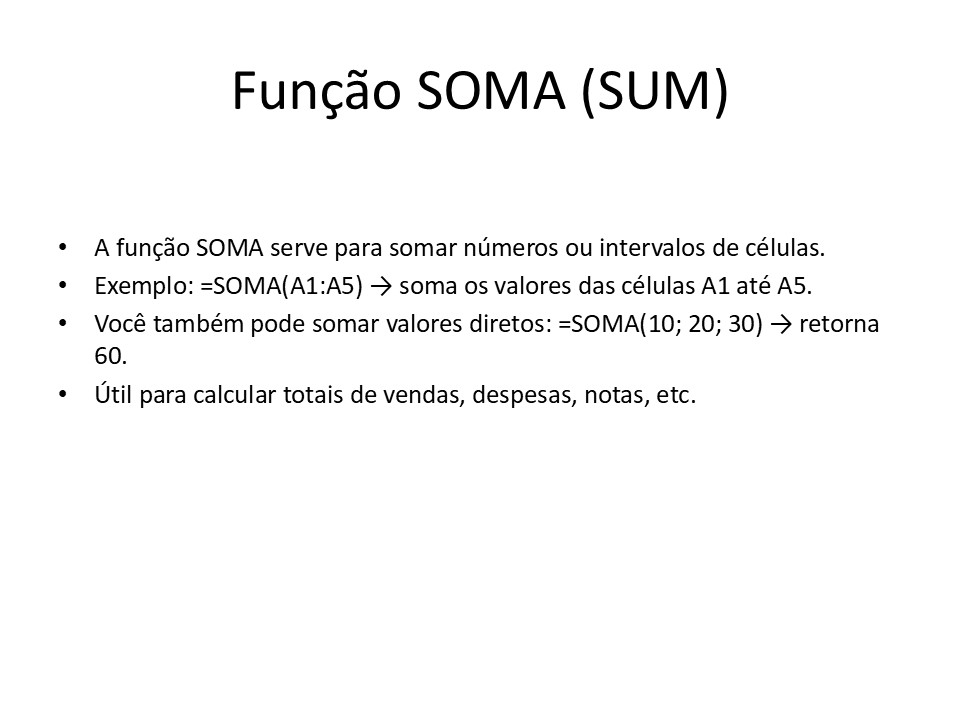 Função SOMA (SUM)
• A função SOMA serve para somar números ou intervalos de células.
• Exemplo: =SOMA(A1:A5) → soma os valores das células A1 até A5.
• Você também pode somar valores diretos: =SOMA(10; 20; 30) → retorna
60.
• Útil para calcular totais de vendas, despesas, notas, etc.